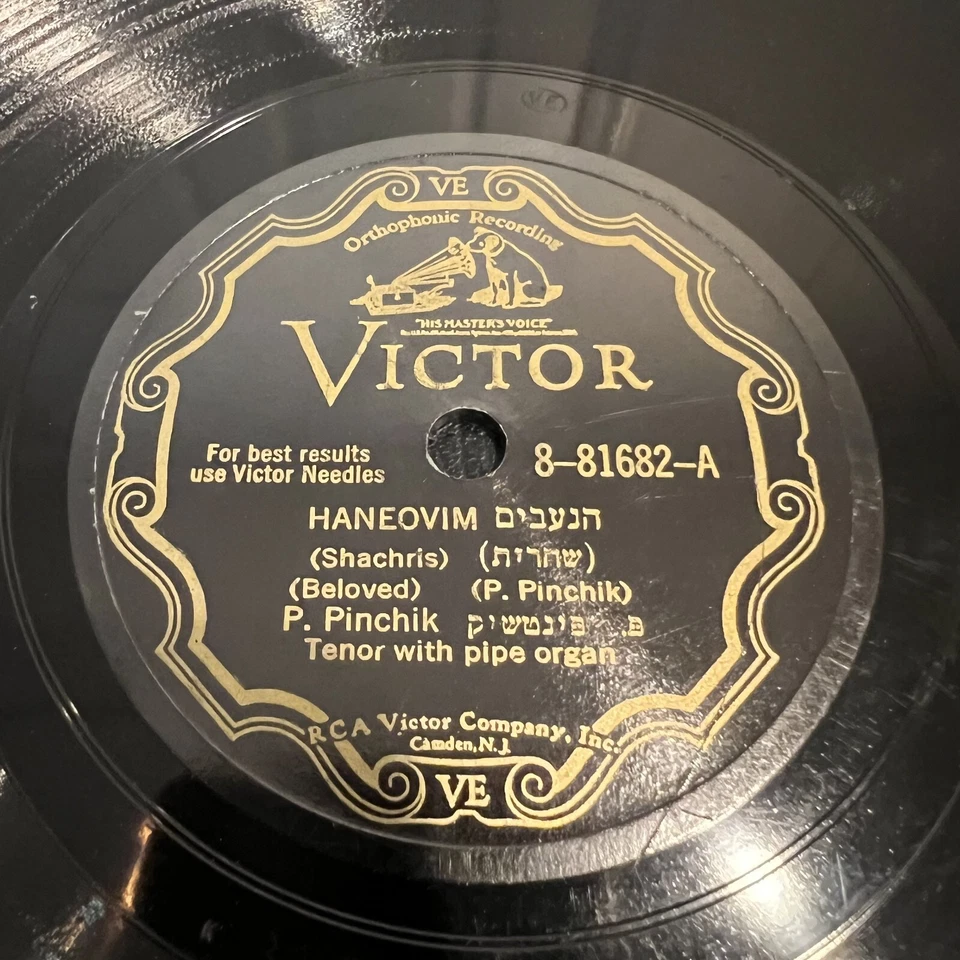 VE
VE
Orthophonic Recording
"HIS MASTER'S VOICE"
VICTOR
For best results
use Victor Needles
8-81682-A
HANEOVIM הנעבים
(Shachris) (שחרית)
(Beloved) (P. Pinchik)
P. Pinchik פ. פינטשיק
Tenor with pipe organ
RCA Victor Company, Inc.
Camden, N.J.
VE